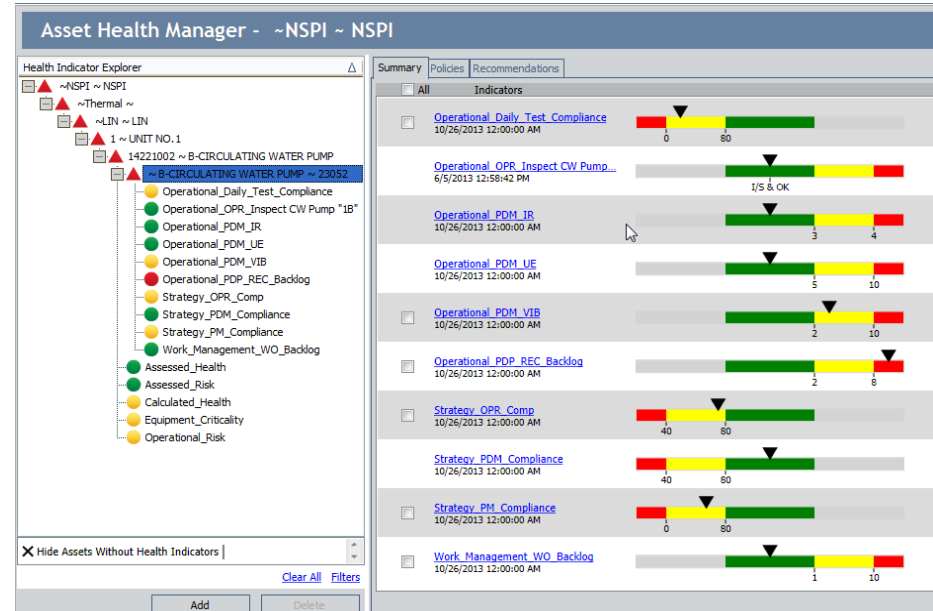 Asset Health Manager - ~NSPI ~ NSPI
Health Indicator Explorer
~NSPI ~ NSPI
~Thermal ~
~LIN ~ LIN
1 ~ UNIT NO. 1
14221002 ~ B-CIRCULATING WATER PUMP
~ B-CIRCULATING WATER PUMP ~ 23052
Operational_Daily_Test_Compliance
Operational_OPR_Inspect CW Pump "1B"
Operational_PDM_IR
Operational_PDM_UE
Operational_PDM_VIB
Operational_PDP_REC_Backlog
Strategy_OPR_Comp
Strategy_PDM_Compliance
Strategy_PM_Compliance
Work_Management_WO_Backlog
Assessed_Health
Assessed_Risk
Calculated_Health
Equipment_Criticality
Operational_Risk
Hide Assets Without Health Indicators
Clear All Filters
Add Delete
Summary Policies Recommendations
All Indicators
Operational_Daily_Test_Compliance
10/26/2013 12:00:00 AM
0 80
Operational_OPR_Inspect CW Pump...
6/5/2013 12:58:42 PM
I/S & OK
Operational_PDM_IR
10/26/2013 12:00:00 AM
3 4
Operational_PDM_UE
10/26/2013 12:00:00 AM
5 10
Operational_PDM_VIB
10/26/2013 12:00:00 AM
2 10
Operational_PDP_REC_Backlog
10/26/2013 12:00:00 AM
2 8
Strategy_OPR_Comp
10/26/2013 12:00:00 AM
40 80
Strategy_PDM_Compliance
10/26/2013 12:00:00 AM
40 80
Strategy_PM_Compliance
10/26/2013 12:00:00 AM
0 80
Work_Management_WO_Backlog
10/26/2013 12:00:00 AM
1 10